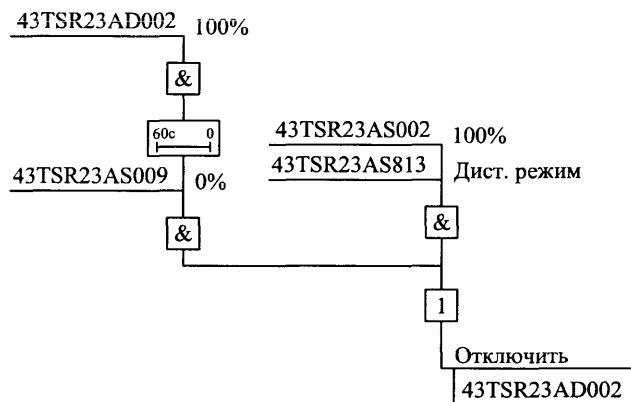 43TSR23AD002 100%
&
60с 0
43TSR23AS002 100%
43TSR23AS813 Дист. режим
43TSR23AS009 0%
& &
1
Отключить
43TSR23AD002